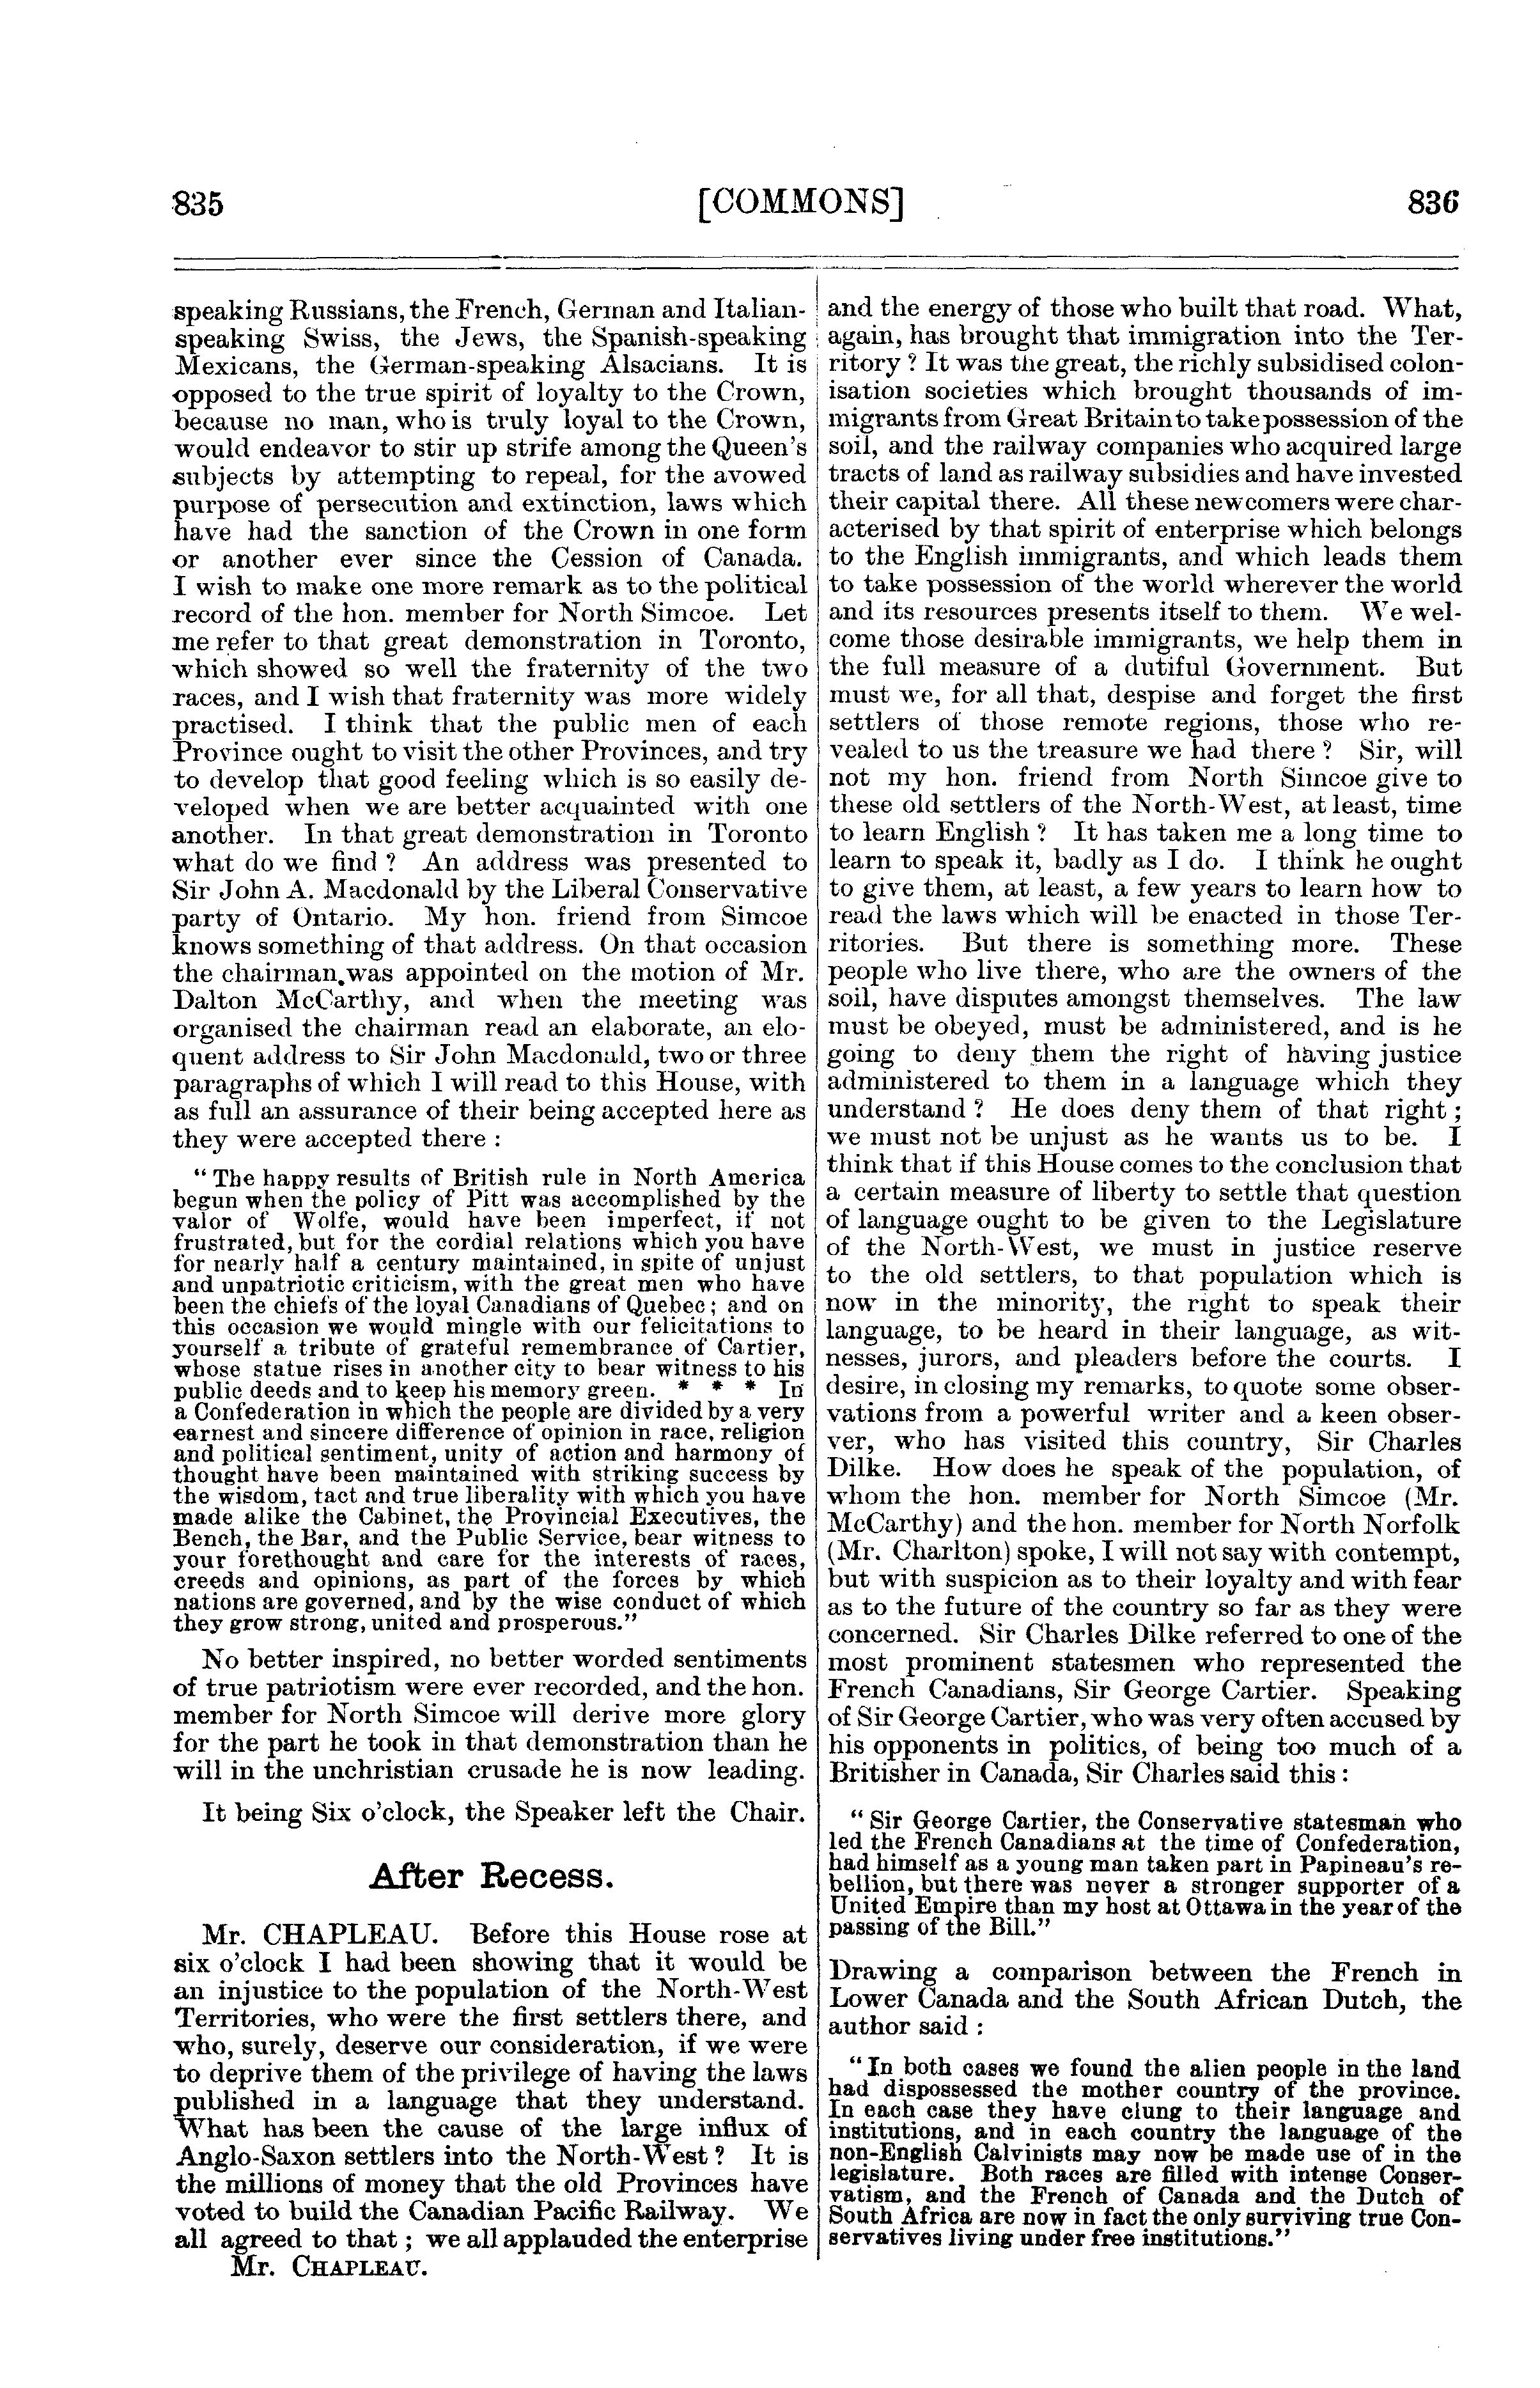 835 [COMMONS] 836
speaking Russians, the French, German and Italian-
speaking Swiss, the Jews, the Spanish-speaking
Mexicans, the German-speaking Alsacians. It is
opposed to the true spirit of loyalty to the Crown,
because no man, who is truly loyal to the Crown,
would endeavor to stir up strife among the Queen's
subjects by attempting to repeal, for the avowed
purpose of persecution and extinction, laws which
have had the sanction of the Crown in one form
or another ever since the Cession of Canada.
I wish to make one more remark as to the political
record of the hon. member for North Simcoe. Let
me refer to that great demonstration in Toronto,
which showed so well the fraternity of the two
races, and I wish that fraternity was more widely
practised. I think that the public men of each
Province ought to visit the other Provinces, and try
to develop that good feeling which is so easily de-
veloped when we are better acquainted with one
another. In that great demonstration in Toronto
what do we find ? An address was presented to
Sir John A. Macdonald by the Liberal Conservative
party of Ontario. My hon. friend from Simcoe
knows something of that address. On that occasion
the chairman was appointed on the motion of Mr.
Dalton McCarthy, and when the meeting was
organised the chairman read an elaborate, an elo-
quent address to Sir John Macdonald, two or three
paragraphs of which I will read to this House, with
as full an assurance of their being accepted here as
they were accepted there :
"The happy results of British rule in North America
begun when the policy of Pitt was accomplished by the
valor of Wolfe, would have been imperfect, if not
frustrated, but for the cordial relations which you have
for nearly half a century maintained, in spite of unjust
and unpatriotic criticism, with the great men who have
been the chiefs of the loyal Canadians of Quebec; and on
this occasion we would mingle with our felicitations to
yourself a tribute of grateful remembrance of Cartier,
whose statue rises in another city to bear witness to his
public deeds and to keep his memory green. * * * In
a Confederation in which the people are divided by a very
earnest and sincere difference of opinion in race, religion
and political sentiment, unity of action and harmony of
thought have been maintained with striking success by
the wisdom, tact and true liberality with which you have
made alike the Cabinet, the Provincial Executives, the
Bench, the Bar, and the Public Service, bear witness to
your forethought and care for the interests of races,
creeds and opinions, as part of the forces by which
nations are governed, and by the wise conduct of which
they grow strong, united and prosperous."
No better inspired, no better worded sentiments
of true patriotism were ever recorded, and the hon.
member for North Simcoe will derive more glory
for the part he took in that demonstration than he
will in the unchristian crusade he is now leading.
It being Six o'clock, the Speaker left the Chair.
After Recess.
Mr. CHAPLEAU. Before this House rose at
six o'clock I had been showing that it would be
an injustice to the population of the North-West
Territories, who were the first settlers there, and
who, surely, deserve our consideration, if we were
to deprive them of the privilege of having the laws
published in a language that they understand.
What has been the cause of the large influx of
Anglo-Saxon settlers into the North-West ? It is
the millions of money that the old Provinces have
voted to build the Canadian Pacific Railway. We
all agreed to that ; we all applauded the enterprise
Mr. CHAPLEAU.
and the energy of those who built that road. What,
again, has brought that immigration into the Ter-
ritory ? It was the great, the richly subsidised colon-
isation societies which brought thousands of im-
migrants from Great Britain to take possession of the
soil, and the railway companies who acquired large
tracts of land as railway subsidies and have invested
their capital there. All these newcomers were char-
acterised by that spirit of enterprise which belongs
to the English immigrants, and which leads them
to take possession of the world wherever the world
and its resources presents itself to them. We wel-
come those desirable immigrants, we help them in
the full measure of a dutiful Government. But
must we, for all that, despise and forget the first
settlers of those remote regions, those who re-
vealed to us the treasure we had there ? Sir, will
not my hon. friend from North Simcoe give to
these old settlers of the North-West, at least, time
to learn English ? It has taken me a long time to
learn to speak it, badly as I do. I think he ought
to give them, at least, a few years to learn how to
read the laws which will be enacted in those Ter-
ritories. But there is something more. These
people who live there, who are the owners of the
soil, have disputes amongst themselves. The law
must be obeyed, must be administered, and is he
going to deny them the right of having justice
administered to them in a language which they
understand ? He does deny them of that right ;
we must not be unjust as he wants us to be. I
think that if this House comes to the conclusion that
a certain measure of liberty to settle that question
of language ought to be given to the Legislature
of the North-West, we must in justice reserve
to the old settlers, to that population which is
now in the minority, the right to speak their
language, to be heard in their language, as wit-
nesses, jurors, and pleaders before the courts. I
desire, in closing my remarks, to quote some obser-
vations from a powerful writer and a keen obser-
ver, who has visited this country, Sir Charles
Dilke. How does he speak of the population, of
whom the hon. member for North Simcoe (Mr.
McCarthy) and the hon. member for North Norfolk
(Mr. Charlton) spoke, I will not say with contempt,
but with suspicion as to their loyalty and with fear
as to the future of the country so far as they were
concerned. Sir Charles Dilke referred to one of the
most prominent statesmen who represented the
French Canadians, Sir George Cartier. Speaking
of Sir George Cartier, who was very often accused by
his opponents in politics, of being too much of a
Britisher in Canada, Sir Charles said this :
"Sir George Cartier, the Conservative statesman who
led the French Canadians at the time of Confederation,
had himself as a young man taken part in Papineau's re-
bellion, but there was never a stronger supporter of a
United Empire than my host at Ottawa in the year of the
passing of the Bill."
Drawing a comparison between the French in
Lower Canada and the South African Dutch, the
author said :
"In both cases we found the alien people in the land
had dispossessed the mother country of the province.
In each case they have clung to their language and
institutions, and in each country the language of the
non-English Calvinists may now be made use of in the
legislature. Both races are filled with intense Conser-
vatism, and the French of Canada and the Dutch of
South Africa are now in fact the only surviving true Con-
servatives living under free institutions."